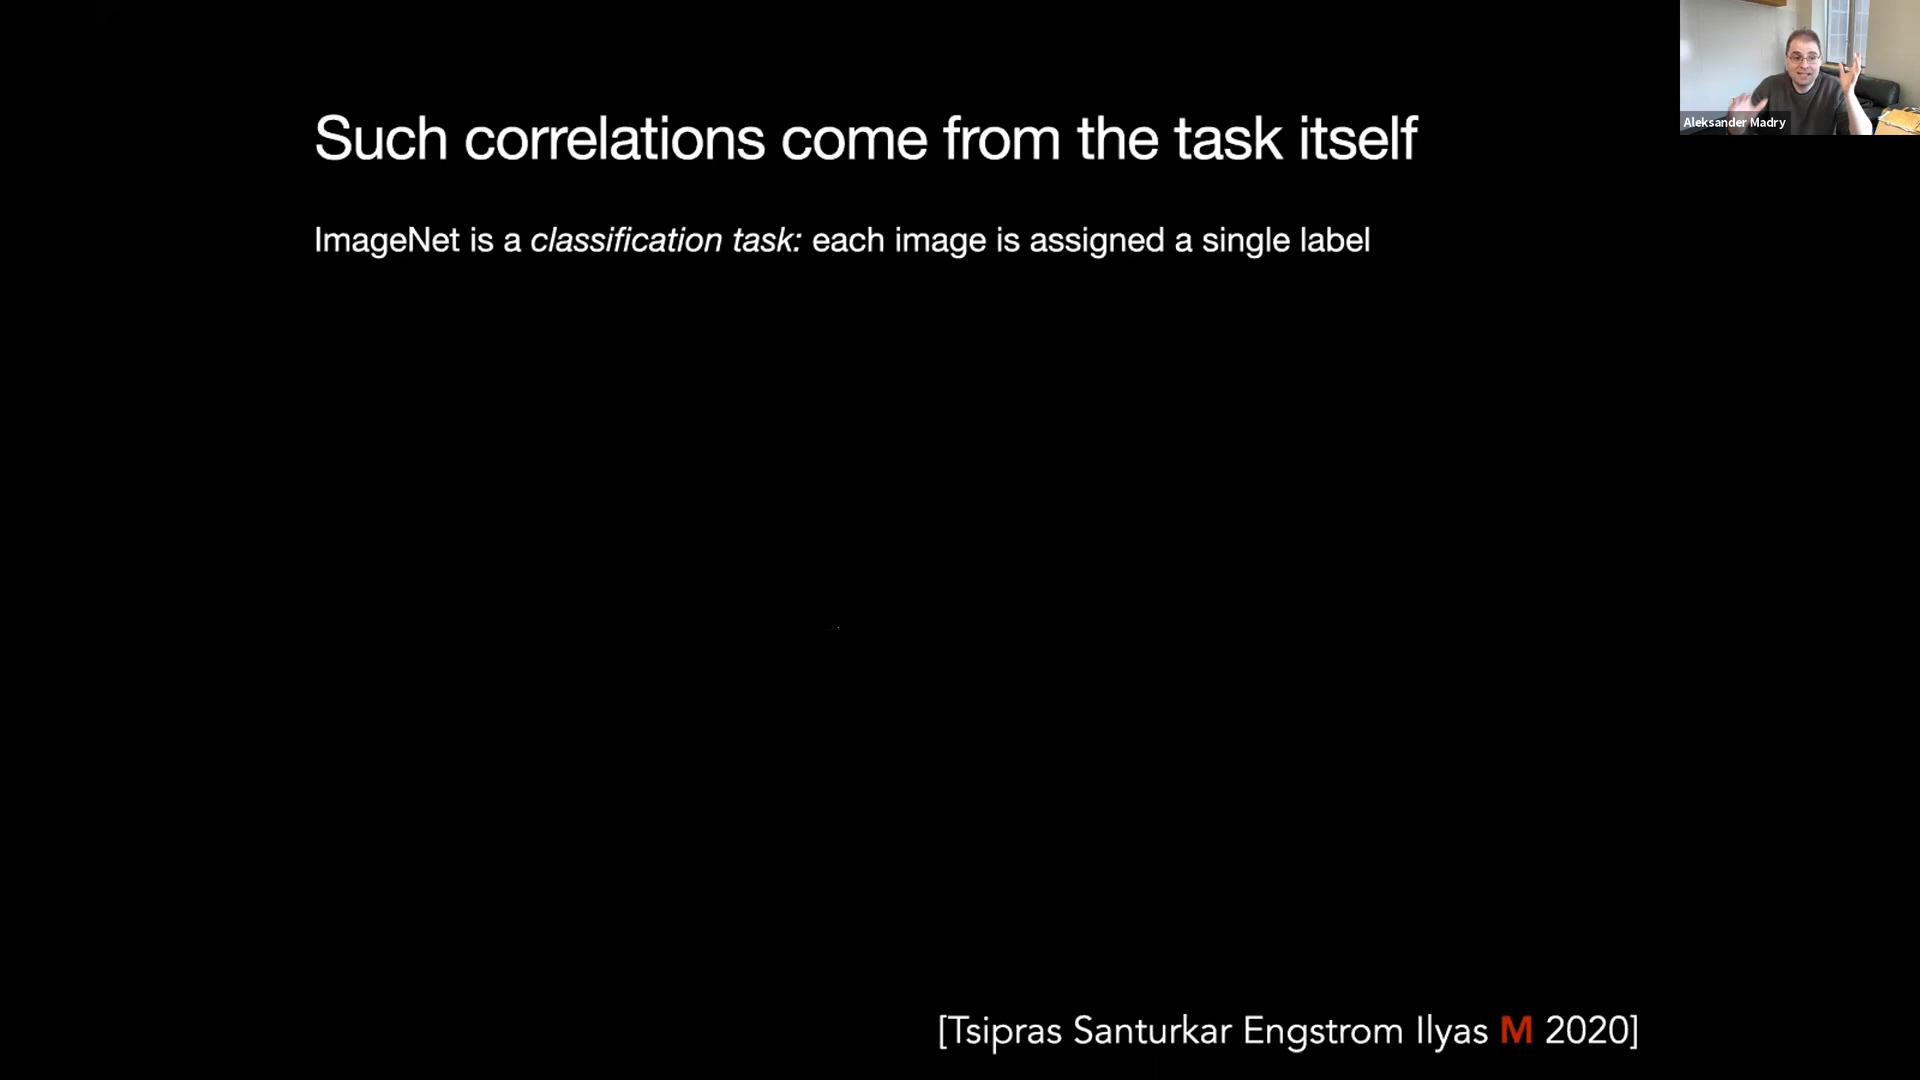 Such correlations come from the task itself
ImageNet is a classification task: each image is assigned a single label
[Tsipras Santurkar Engstrom Ilyas M 2020]
Aleksander Madry